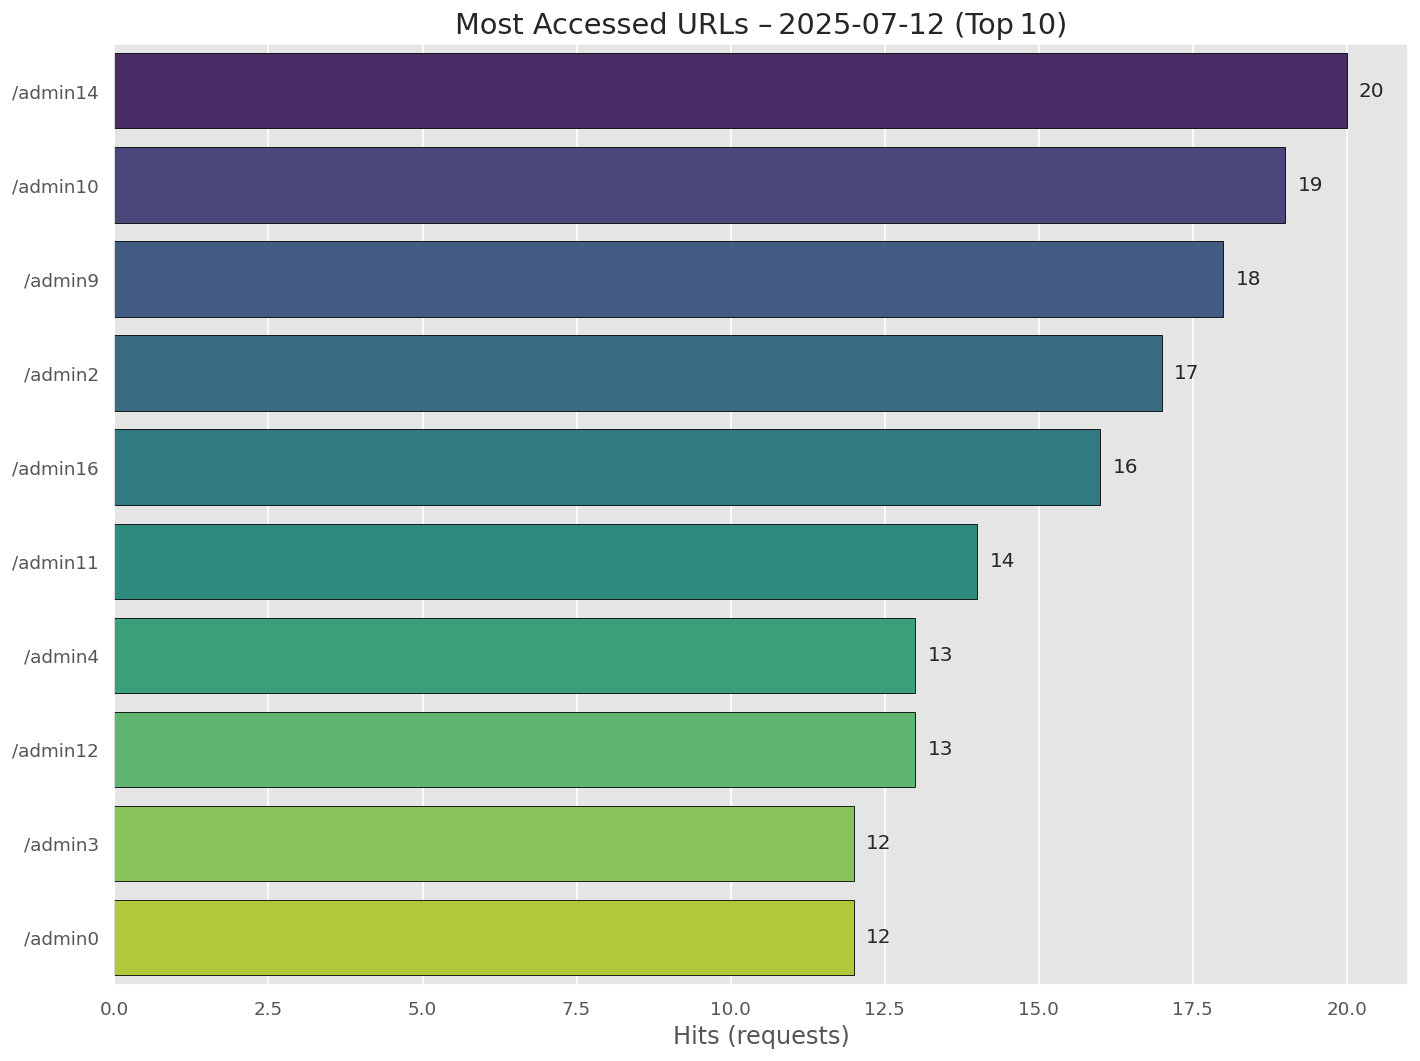 Most Accessed URLs – 2025-07-12 (Top 10)
/admin14 20
/admin10 19
/admin9 18
/admin2 17
/admin16 16
/admin11 14
/admin4 13
/admin12 13
/admin3 12
/admin0 12
0.0 2.5 5.0 7.5 10.0 12.5 15.0 17.5 20.0
Hits (requests)